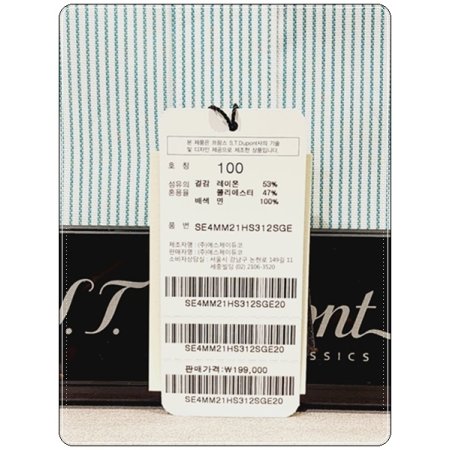 본 제품은 프랑스 S.T.Dupont사의 기술
및 디자인 제공으로 제조한 상품입니다.
호 칭 100
섬유의 겉감 레이온 53%
혼용율 폴리에스터 47%
배색 면 100%
품 번 SE4MM21HS312SGE
제조자명 : (주)에스제이듀코
판매자명 : (주)에스제이듀코
소비자상담실 : 서울시 강남구 논현로 149길 11
세종빌딩 (02) 2106-3520
SE4MM21HS312SGE20
SE4MM21HS312SGE20
판매가격:₩199,000
SE4MM21HS312SGE20
S.T. pont
ASSICS